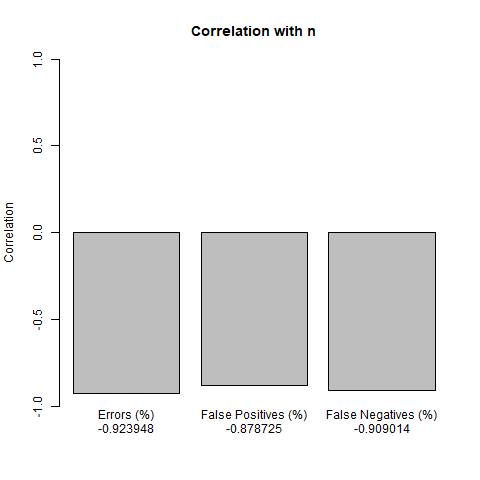 Correlation with n
Correlation
1.0
0.5
0.0
-0.5
-1.0
Errors (%) False Positives (%) False Negatives (%)
-0.923948 -0.878725 -0.909014